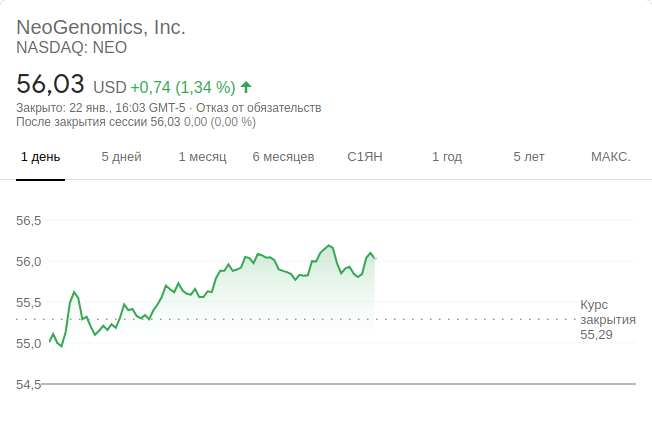 NeoGenomics, Inc.
NASDAQ: NEO
56,03 USD +0,74 (1,34 %)
Закрыто: 22 янв., 16:03 GMT-5 · Отказ от обязательств
После закрытия сессии 56,03 0,00 (0,00 %)
1 день 5 дней 1 месяц 6 месяцев С1ЯН 1 год 5 лет МАКС.
56,5
56,0
55,5
Курс
закрытия
55,29
55,0
54,5